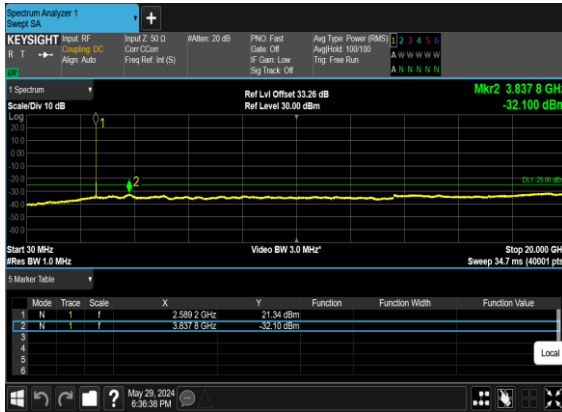 Spectrum Analyzer 1
Swept SA
KEYSIGHT Input: RF Input Z: 50 Ω #Atten: 20 dB PNO: Fast Avg Type: Power (RMS) 1 2 3 4 5 6
R T Coupling: DC Corr CCorr Gate: Off Avg|Hold: 100/100 A W W W W W
Align: Auto Freq Ref: Int (S) IF Gain: Low Trig: Free Run
Sig Track: Off A N N N N N
LXI
1 Spectrum
Scale/Div 10 dB
Ref Lvl Offset 33.26 dB
Ref Level 30.00 dBm
Mkr2 3.837 8 GHz
-32.100 dBm
Log
20.0
10.0
0.00
-10.0
-20.0
-30.0
-40.0
-50.0
-60.0
1
2
DL1 -25.00 dBm
Start 30 MHz Video BW 3.0 MHz* Stop 20.000 GHz
#Res BW 1.0 MHz Sweep 34.7 ms (40001 pts)
5 Marker Table
Mode Trace Scale X Y Function Function Width Function Value
1 N 1 f 2.589 2 GHz 21.34 dBm
2 N 1 f 3.837 8 GHz -32.10 dBm
3
4
5
6
Local
?
May 29, 2024
6:36:38 PM